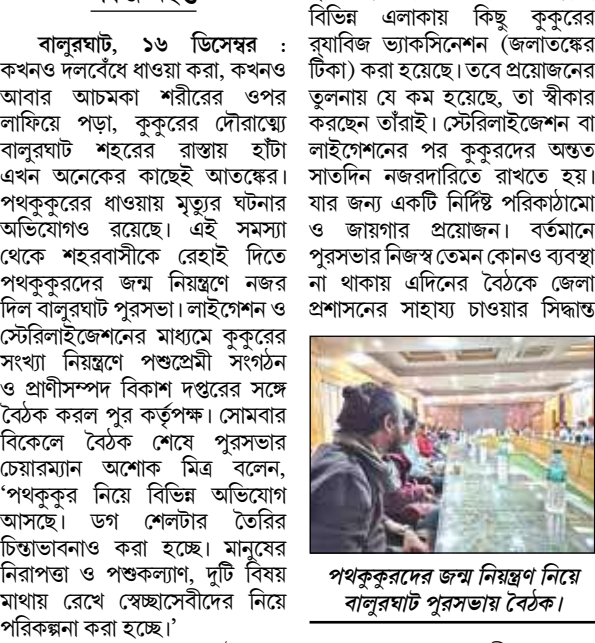 বালুরঘাট, ১৬ ডিসেম্বর :
কখনও দলবেঁধে ধাওয়া করা, কখনও
আবার আচমকা শরীরের ওপর
লাফিয়ে পড়া, কুকুরের দৌরাত্ম্যে
বালুরঘাট শহরের রাস্তায় হাঁটা
এখন অনেকের কাছেই আতঙ্কের।
পথকুকুরের ধাওয়ায় মৃত্যুর ঘটনার
অভিযোগও রয়েছে। এই সমস্যা
থেকে শহরবাসীকে রেহাই দিতে
পথকুকুরদের জন্ম নিয়ন্ত্রণে নজর
দিল বালুরঘাট পুরসভা। লাইগেশন ও
স্টেরিলাইজেশনের মাধ্যমে কুকুরের
সংখ্যা নিয়ন্ত্রণে পশুপ্রেমী সংগঠন
ও প্রাণীসম্পদ বিকাশ দপ্তরের সঙ্গে
বৈঠক করল পুর কর্তৃপক্ষ। সোমবার
বিকেলে বৈঠক শেষে পুরসভার
চেয়ারম্যান অশোক মিত্র বলেন,
‘পথকুকুর নিয়ে বিভিন্ন অভিযোগ
আসছে। ডগ শেলটার তৈরির
চিন্তাভাবনাও করা হচ্ছে। মানুষের
নিরাপত্তা ও পশুকল্যাণ, দুটি বিষয়
মাথায় রেখে স্বেচ্ছাসেবীদের নিয়ে
পরিকল্পনা করা হচ্ছে।’
বিভিন্ন এলাকায় কিছু কুকুরের
র‍্যাবিজ ভ্যাকসিনেশন (জলাতঙ্কের
টিকা) করা হয়েছে। তবে প্রয়োজনের
তুলনায় যে কম হয়েছে, তা স্বীকার
করছেন তাঁরাই। স্টেরিলাইজেশন বা
লাইগেশনের পর কুকুরদের অন্তত
সাতদিন নজরদারিতে রাখতে হয়।
যার জন্য একটি নির্দিষ্ট পরিকাঠামো
ও জায়গার প্রয়োজন। বর্তমানে
পুরসভার নিজস্ব তেমন কোনও ব্যবস্থা
না থাকায় এদিনের বৈঠকে জেলা
প্রশাসনের সাহায্য চাওয়ার সিদ্ধান্ত
পথকুকুরদের জন্ম নিয়ন্ত্রণ নিয়ে
বালুরঘাট পুরসভায় বৈঠক।